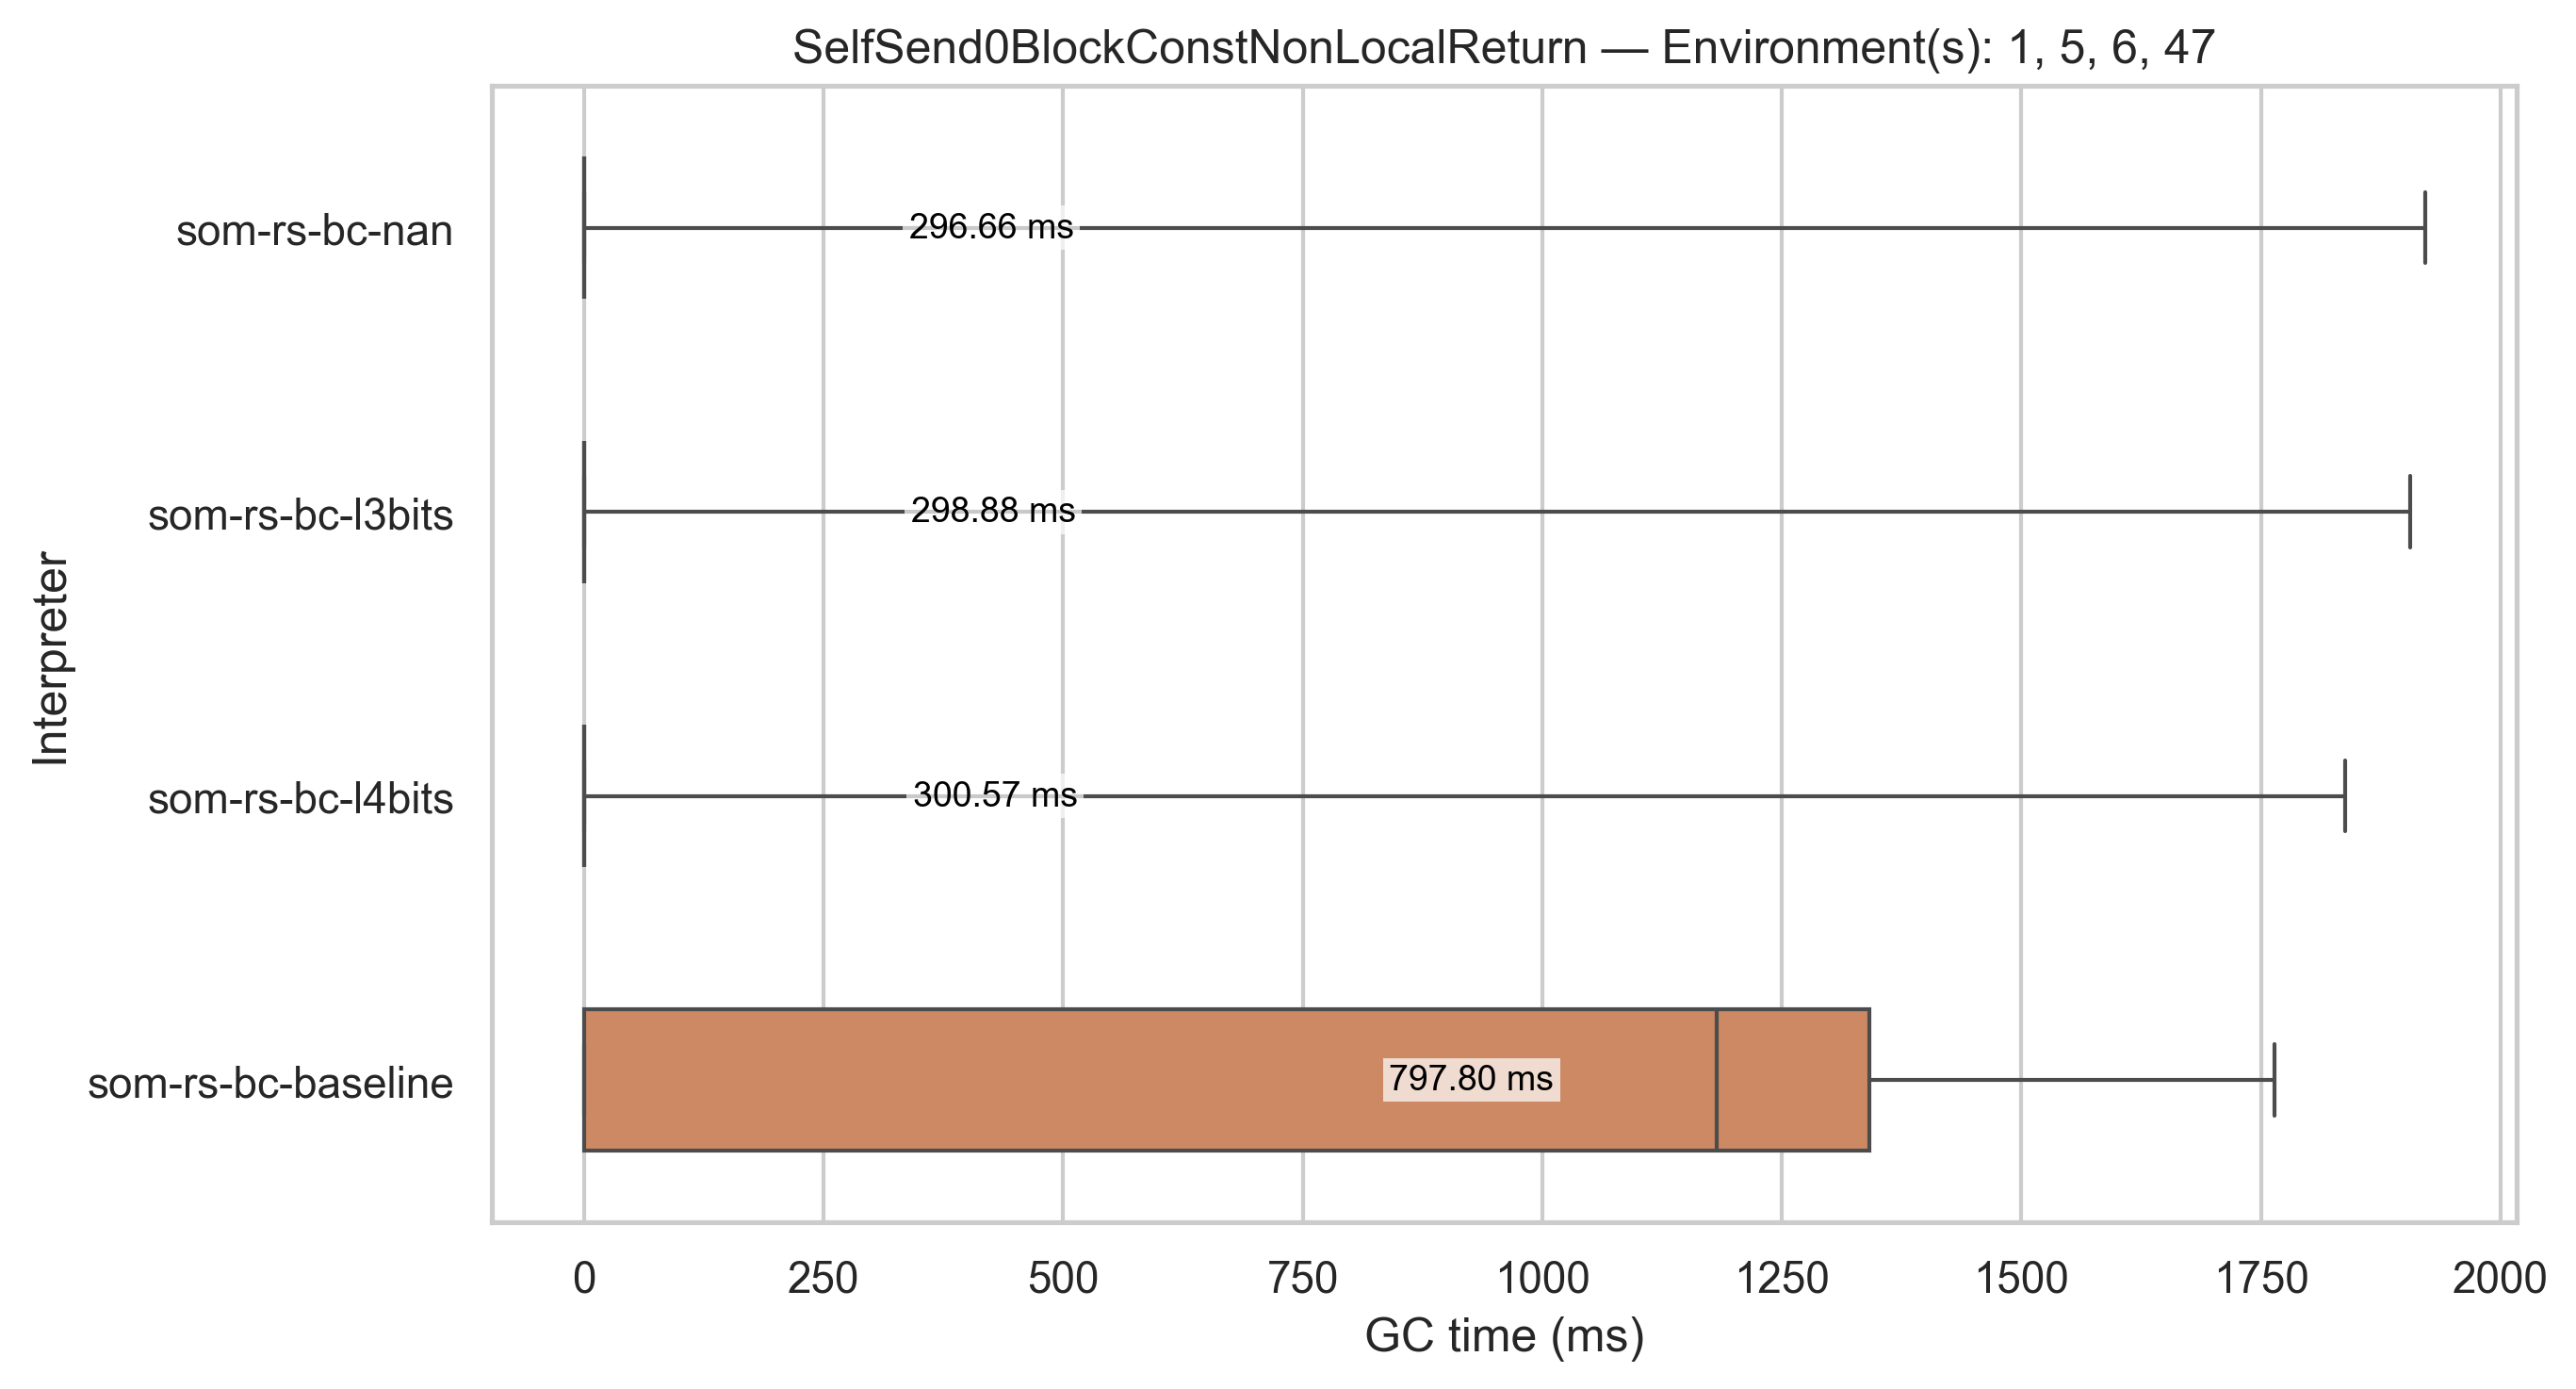 SelfSend0BlockConstNonLocalReturn — Environment(s): 1, 5, 6, 47
Interpreter
som-rs-bc-nan
296.66 ms
som-rs-bc-l3bits
298.88 ms
som-rs-bc-l4bits
300.57 ms
som-rs-bc-baseline
797.80 ms
0 250 500 750 1000 1250 1500 1750 2000
GC time (ms)